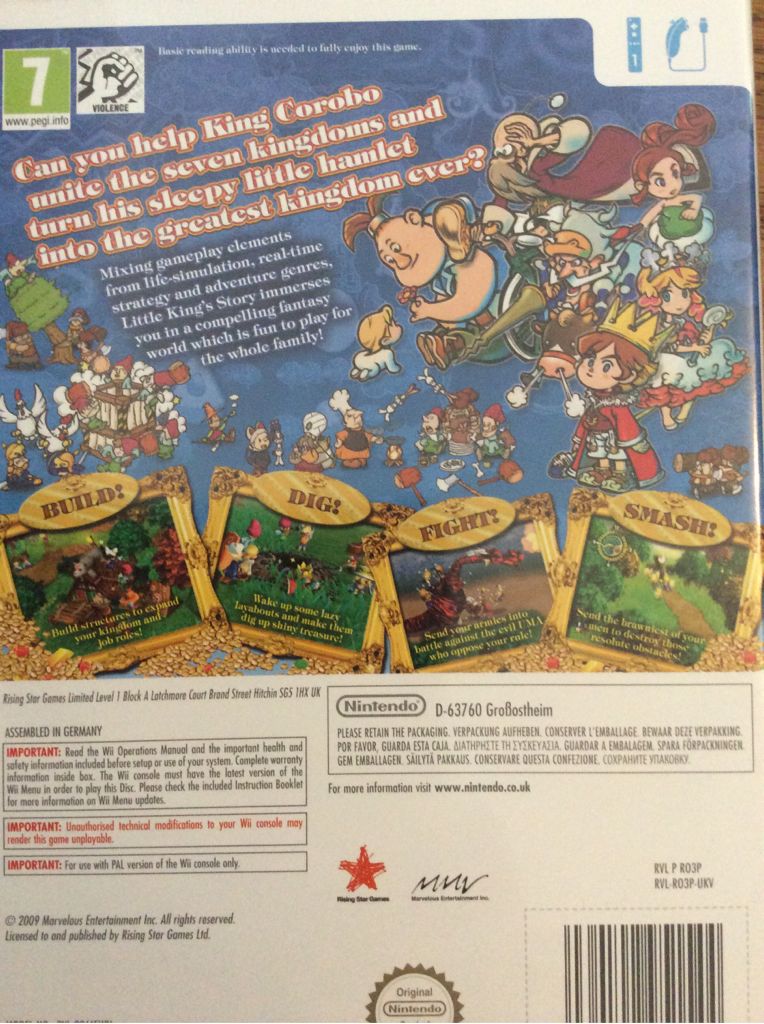 Basic reading ability is needed to fully enjoy this game.
1
7
www.pegi.info
VIOLENCE
Can you help King Corobo
unite the seven kingdoms and
turn his sleepy little hamlet
into the greatest kingdom ever?
Mixing gameplay elements
from life-simulation, real-time
strategy and adventure genres,
Little King's Story immerses
you in a compelling fantasy
world which is fun to play for
the whole family!
BUILD!
Build structures to expand
your kingdom and
job roles!
DIG!
Wake up some lazy
layabouts and make them
dig up shiny treasure!
FIGHT!
Send your armies into
battle against the evil UMA
who oppose your rule!
SMASH!
Send the brawniest of your
men to destroy those
resolute obstacles!
Rising Star Games Limited Level 1 Block A Latchmore Court Brand Street Hitchin SG5 1HX UK
ASSEMBLED IN GERMANY
IMPORTANT: Read the Wii Operations Manual and the important health and
safety information included before setup or use of your system. Complete warranty
information inside box. The Wii console must have the latest version of the
Wii Menu in order to play this Disc. Please check the included Instruction Booklet
for more information on Wii Menu updates.
IMPORTANT: Unauthorised technical modifications to your Wii console may
render this game unplayable.
IMPORTANT: For use with PAL version of the Wii console only.
© 2009 Marvelous Entertainment Inc. All rights reserved.
Licensed to and published by Rising Star Games Ltd.
Nintendo D-63760 Großostheim
PLEASE RETAIN THE PACKAGING. VERPACKUNG AUFHEBEN. CONSERVER L'EMBALLAGE. BEWAAR DEZE VERPAKKING.
POR FAVOR, GUARDA ESTA CAJA. ΔΙΑΤΗΡΗΣΤΕ ΤΗ ΣΥΣΚΕΥΑΣΙΑ. GUARDAR A EMBALAGEM. SPARA FÖRPACKNINGEN.
GEM EMBALLAGEN. SÄILYTÄ PAKKAUS. CONSERVARE QUESTA CONFEZIONE. СОХРАНИТЕ УПАКОВКУ.
For more information visit www.nintendo.co.uk
Rising Star Games
Marvelous Entertainment Inc.
RVL P RO3P
RVL-RO3P-UKV
Original
Nintendo